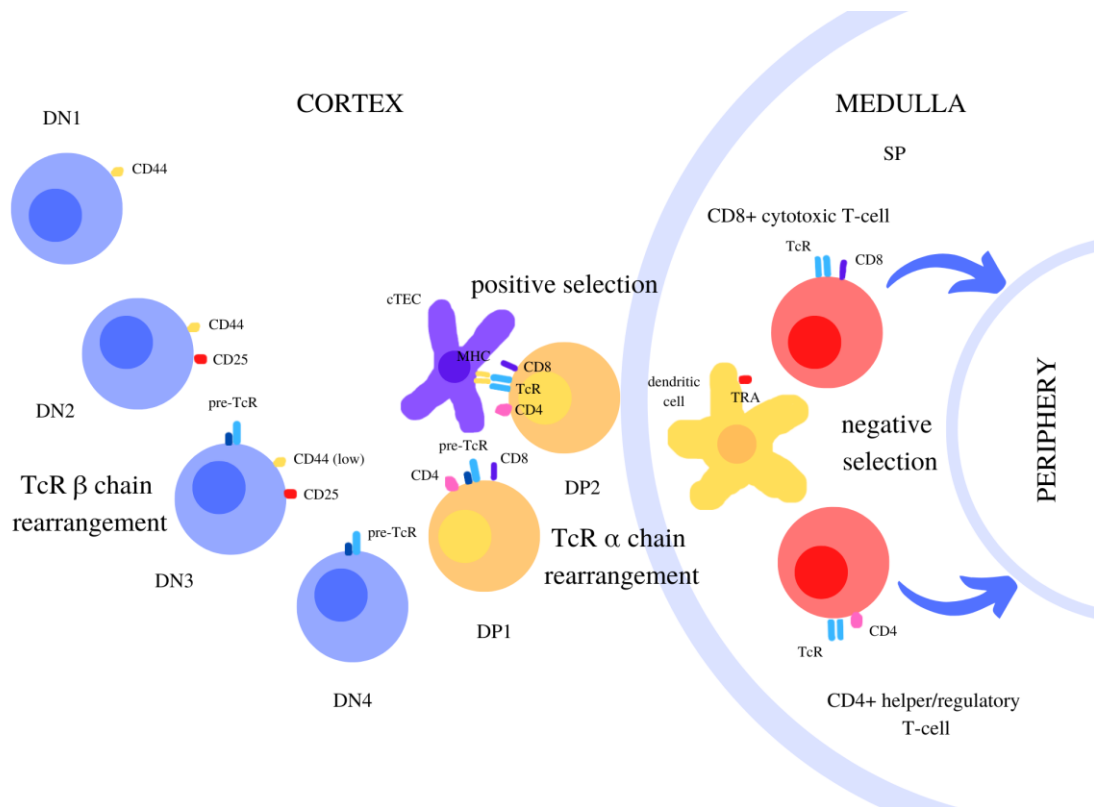 CORTEX
MEDULLA
DN1
CD44
SP
CD8+ cytotoxic T-cell
TcR
CD8
positive selection
cTEC
MHC
CD8
TcR
CD4
CD44
CD25
DN2
pre-TcR
CD44 (low)
CD25
TcR β chain
rearrangement
DN3
pre-TcR
CD4
CD8
DP2
TcR α chain
rearrangement
DP1
pre-TcR
DN4
dendritic
cell
TRA
negative
selection
PERIPHERY
TcR
CD4
CD4+ helper/regulatory
T-cell